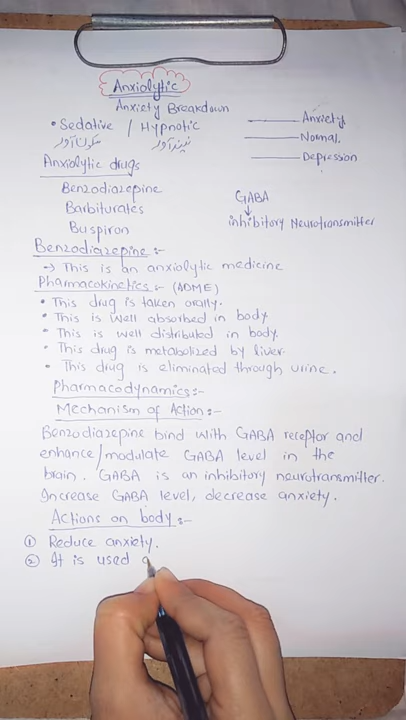 Anxiolytic
Anxiety Breakdown
• Sedative / Hypnotic
سکون آور نیند آور
Anxiety
Normal.
Depression
Anxiolytic drugs
Benzodiazepine
Barbiturates
Buspiron
GABA
↓
inhibitory Neurotransmitter
Benzodiazepine :-
→ This is an anxiolytic medicine
Pharmacokinetics :- (ADME)
• This drug is taken orally.
• This is well absorbed in body
• This is well distributed in body.
• This drug is metabolized by liver.
• This drug is eliminated through urine.
Pharmacodynamics :-
Mechanism of Action :-
Benzodiazepine bind with GABA receptor and
enhance/modulate GABA level in the
brain. GABA is an inhibitory neurotransmitter.
Increase GABA level, decrease anxiety.
Actions on body :-
① Reduce anxiety.
② It is used a